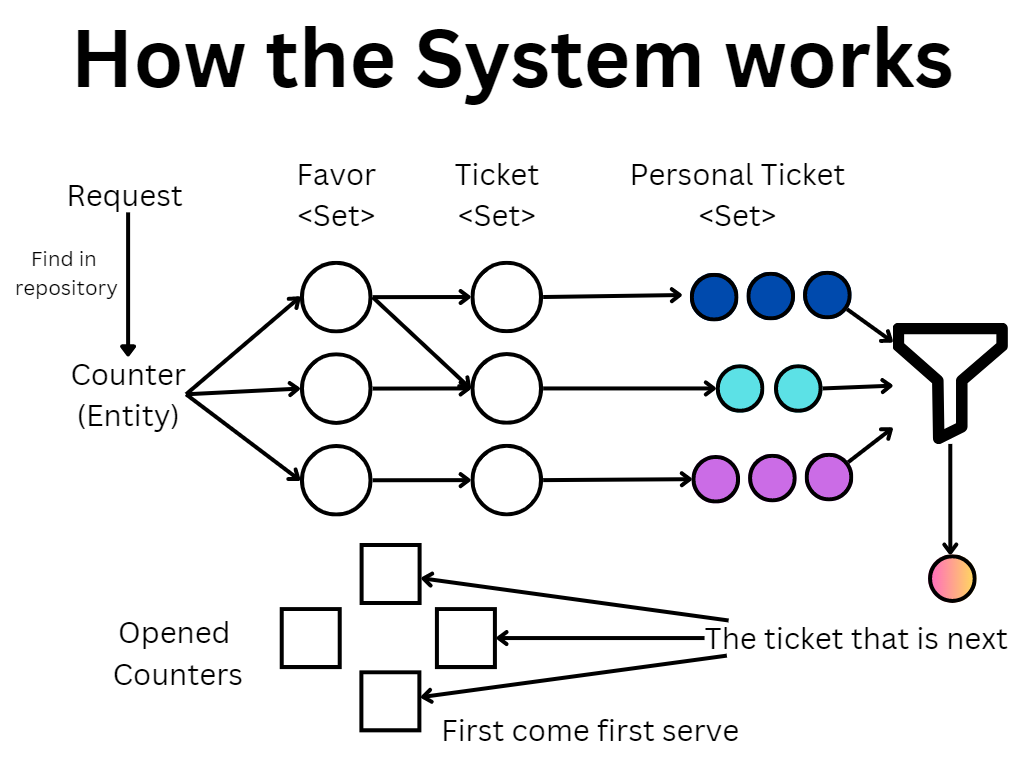 How the System works
Request
Find in
repository
Counter
(Entity)
Favor
<Set>
Ticket
<Set>
Personal Ticket
<Set>
Opened
Counters
The ticket that is next
First come first serve